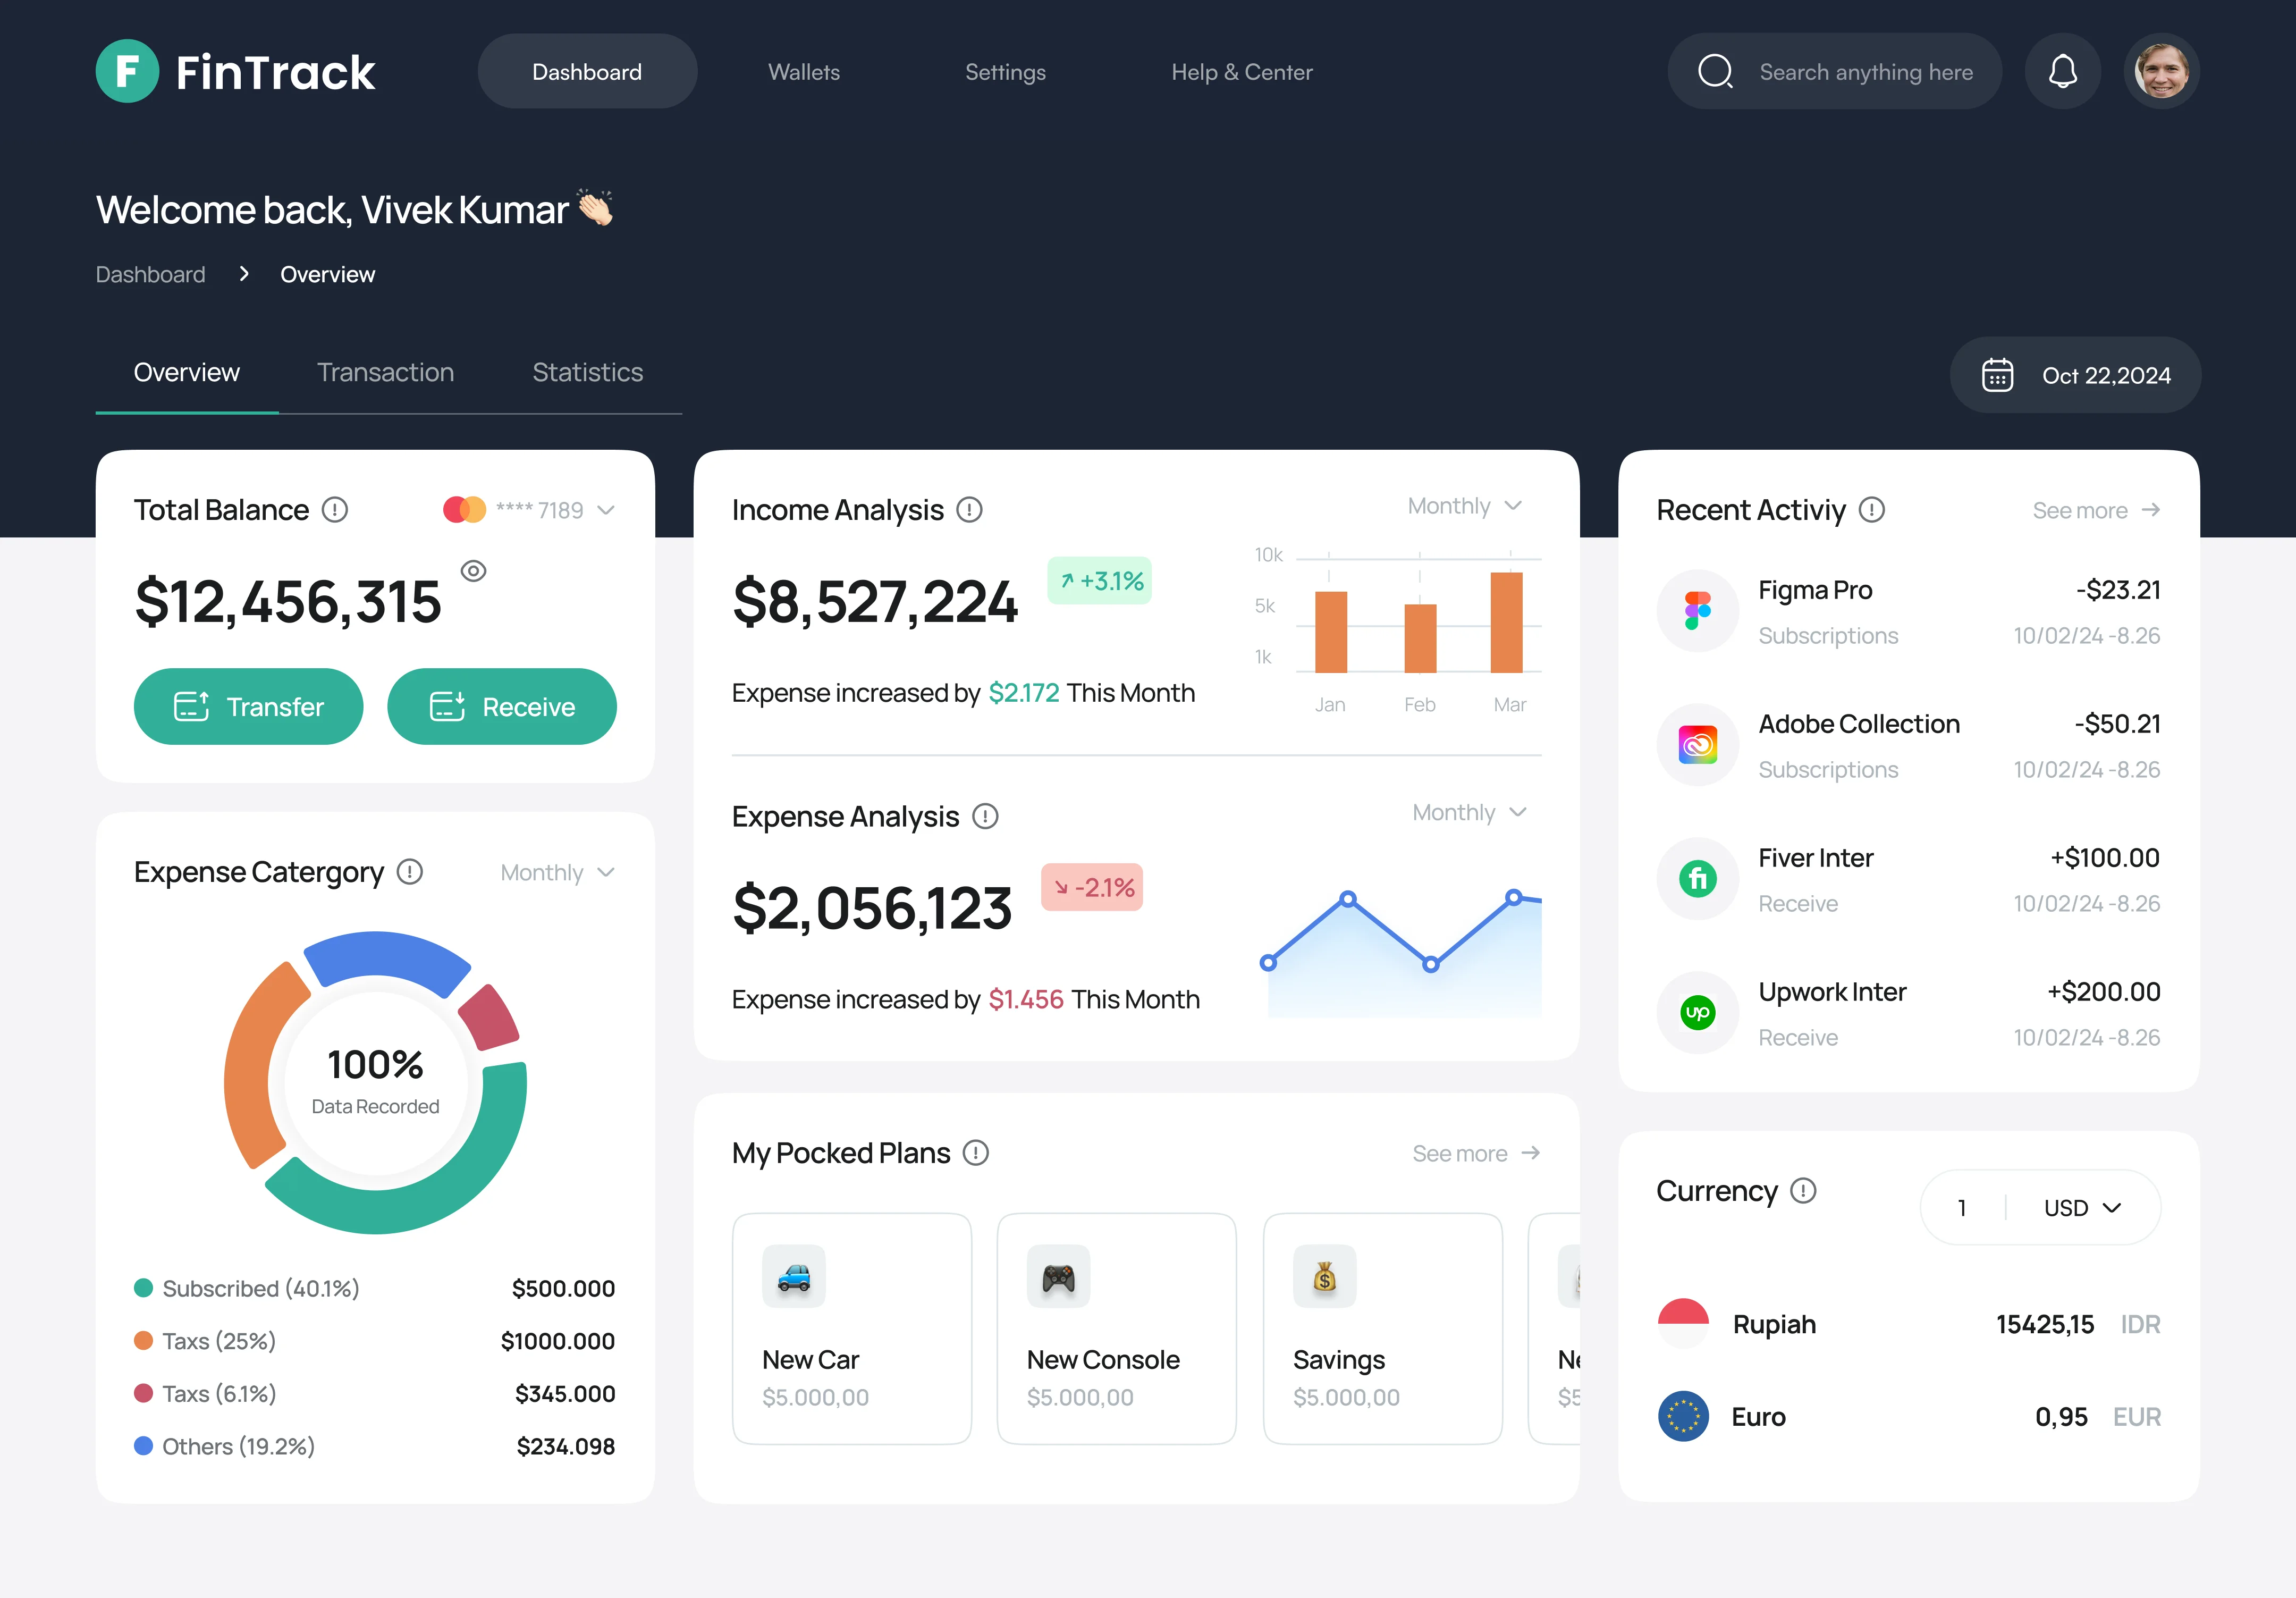 F FinTrack
Dashboard
Wallets
Settings
Help & Center
Search anything here
Welcome back, Vivek Kumar 👏🏻
Dashboard > Overview
Overview
Transaction
Statistics
Oct 22,2024
Total Balance
**** 7189
$12,456,315
Transfer
Receive
Expense Catergory
Monthly
100%
Data Recorded
Subscribed (40.1%) $500.000
Taxs (25%) $1000.000
Taxs (6.1%) $345.000
Others (19.2%) $234.098
Income Analysis
Monthly
$8,527,224
+3.1%
Expense increased by $2.172 This Month
10k
5k
1k
Jan Feb Mar
Expense Analysis
Monthly
$2,056,123
-2.1%
Expense increased by $1.456 This Month
My Pocked Plans
See more
New Car
$5.000,00
New Console
$5.000,00
Savings
$5.000,00
Recent Activiy
See more
Figma Pro -$23.21
Subscriptions 10/02/24 -8.26
Adobe Collection -$50.21
Subscriptions 10/02/24 -8.26
Fiver Inter +$100.00
Receive 10/02/24 -8.26
Upwork Inter +$200.00
Receive 10/02/24 -8.26
Currency
1 USD
Rupiah 15425,15 IDR
Euro 0,95 EUR